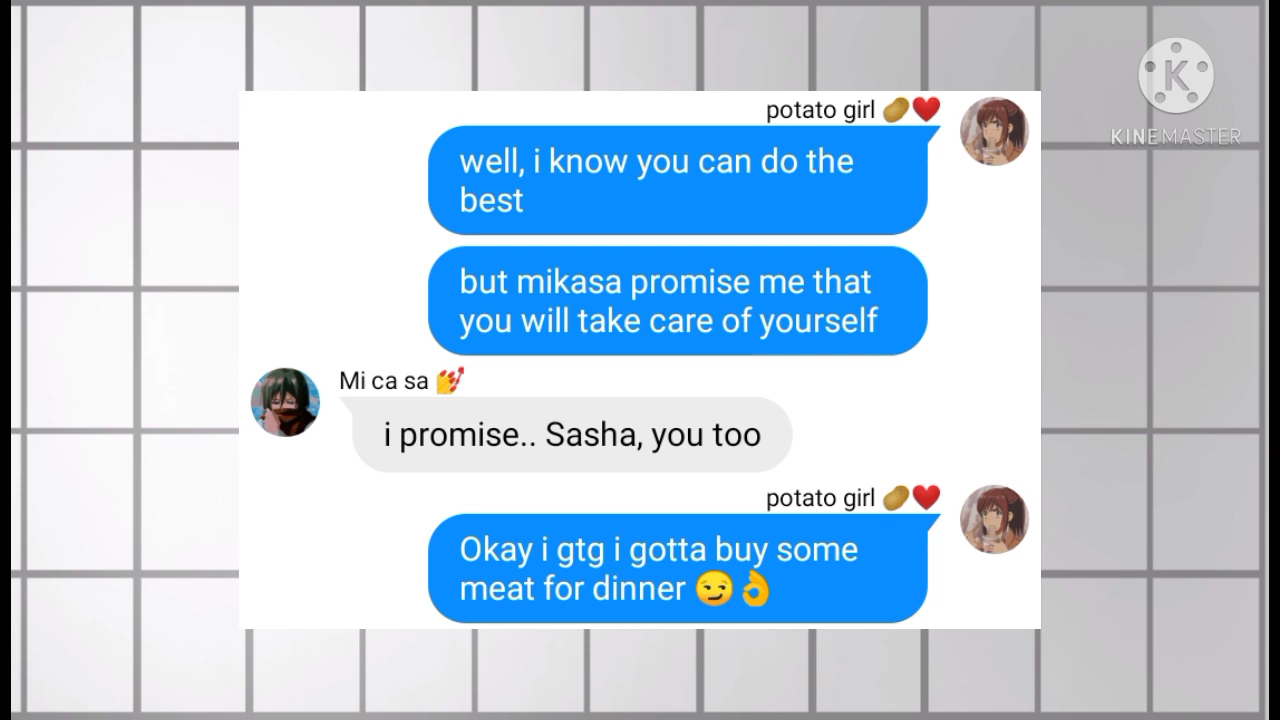 potato girl 🥔❤️
well, i know you can do the
best
but mikasa promise me that
you will take care of yourself
Mi ca sa 💅
i promise.. Sasha, you too
potato girl 🥔❤️
Okay i gtg i gotta buy some
meat for dinner 😏👌
K
KINEMASTER